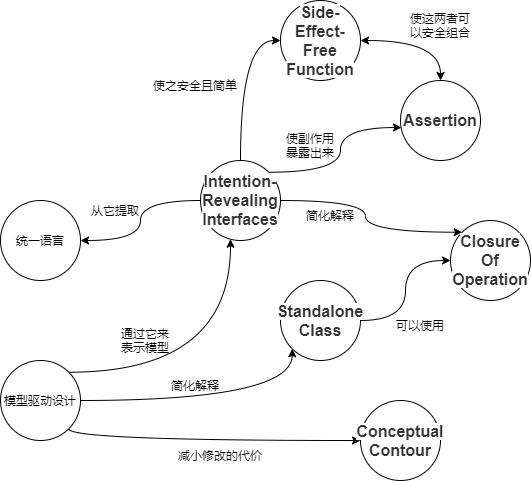 Side-
Effect-
Free
Function
使这两者可
以安全组合
使之安全且简单
Assertion
使副作用
暴露出来
Intention-
Revealing
Interfaces
从它提取
简化解释
统一语言
Closure
Of
Operation
Standalone
Class
可以使用
通过它来
表示模型
简化解释
模型驱动设计
Conceptual
Contour
减小修改的代价